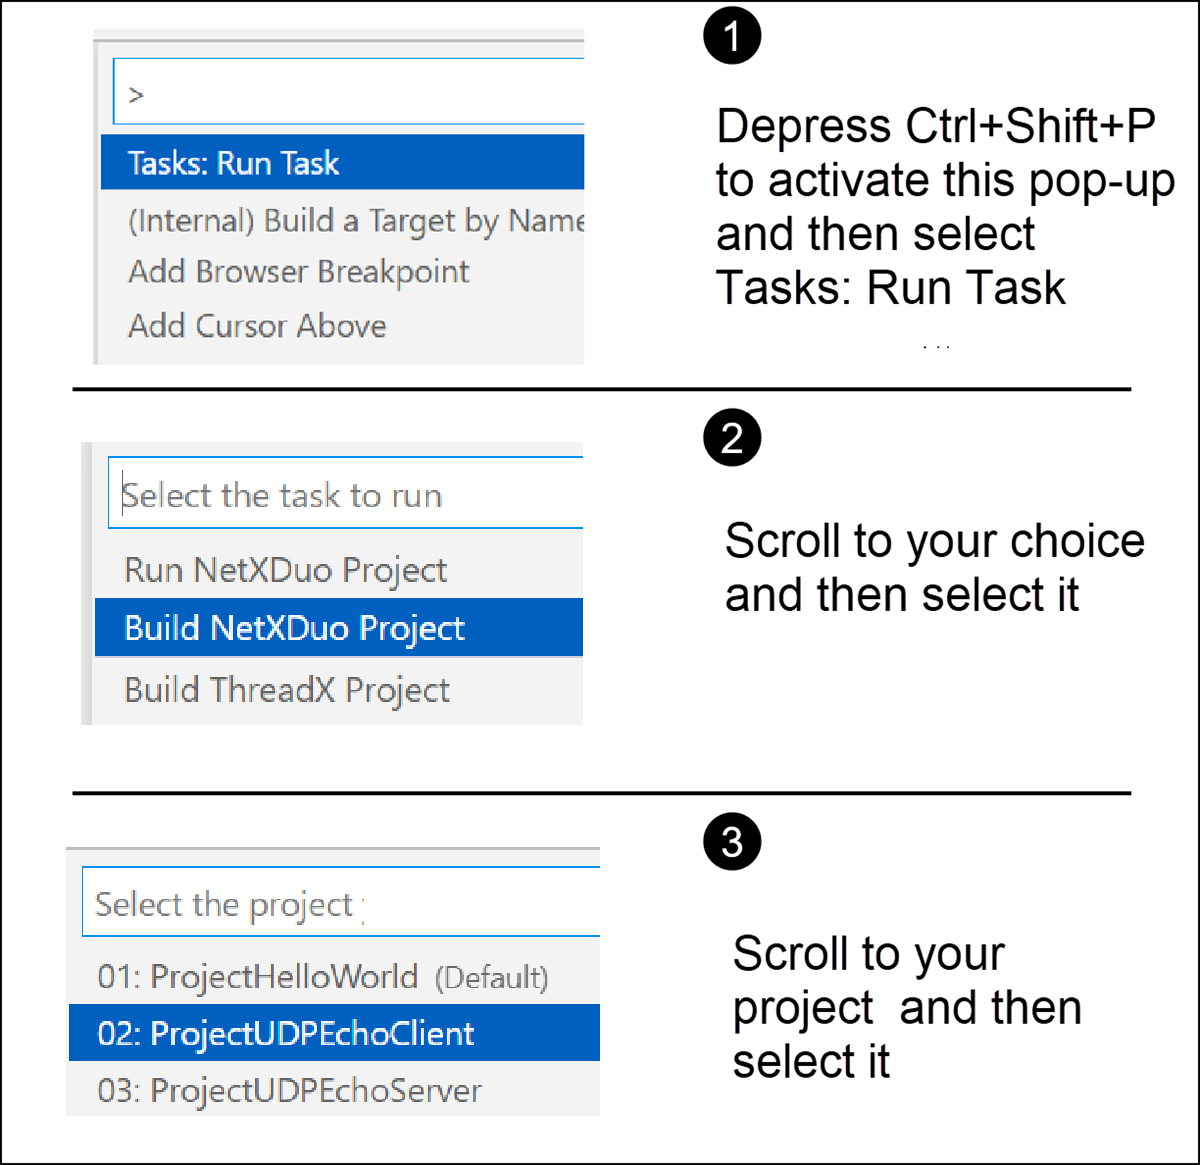 >
Tasks: Run Task
(Internal) Build a Target by Name
Add Browser Breakpoint
Add Cursor Above
1
Depress Ctrl+Shift+P
to activate this pop-up
and then select
Tasks: Run Task
...
Select the task to run
Run NetXDuo Project
Build NetXDuo Project
Build ThreadX Project
2
Scroll to your choice
and then select it
Select the project
01: ProjectHelloWorld (Default)
02: ProjectUDPEchoClient
03: ProjectUDPEchoServer
3
Scroll to your
project and then
select it